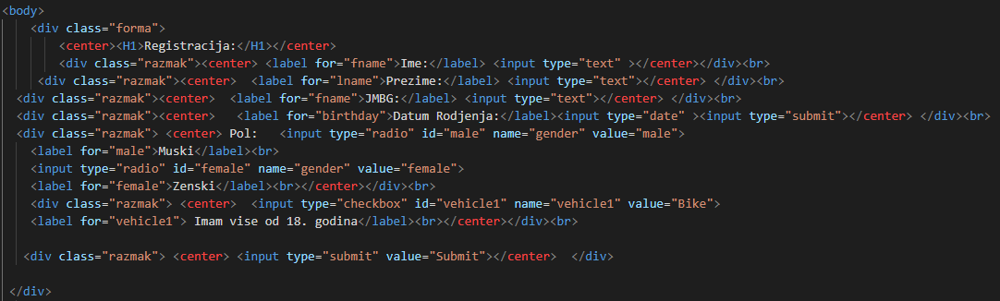 <body>
<div class="forma">
<center><H1>Registracija:</H1></center>
<div class="razmak"><center> <label for="fname">Ime:</label> <input type="text" ></center></div><br>
<div class="razmak"><center>  <label for="lname">Prezime:</label> <input type="text"></center> </div><br>
<div class="razmak"><center>  <label for="fname">JMBG:</label> <input type="text"></center> </div><br>
<div class="razmak"><center>   <label for="birthday">Datum Rodjenja:</label><input type="date" ><input type="submit"></center> </div><br>
<div class="razmak"> <center> Pol:   <input type="radio" id="male" name="gender" value="male">
<label for="male">Muski</label><br>
<input type="radio" id="female" name="gender" value="female">
<label for="female">Zenski</label><br></center></div><br>
<div class="razmak"> <center>  <input type="checkbox" id="vehicle1" name="vehicle1" value="Bike">
<label for="vehicle1"> Imam vise od 18. godina</label><br></center></div><br>
<div class="razmak"> <center> <input type="submit" value="Submit"></center>  </div>
</div>